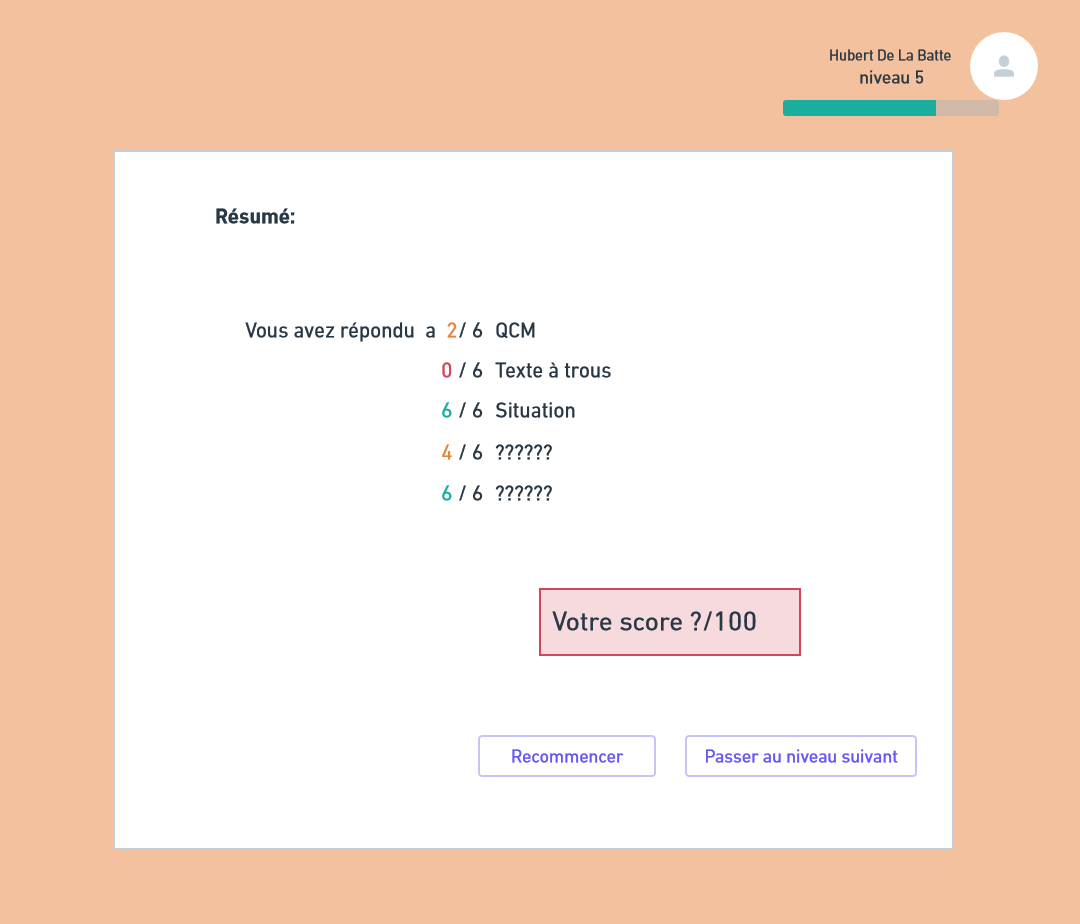 Hubert De La Batte
niveau 5
Résumé:
Vous avez répondu a 2/ 6 QCM
0 / 6 Texte à trous
6 / 6 Situation
4 / 6 ??????
6 / 6 ??????
Votre score ?/100
Recommencer
Passer au niveau suivant